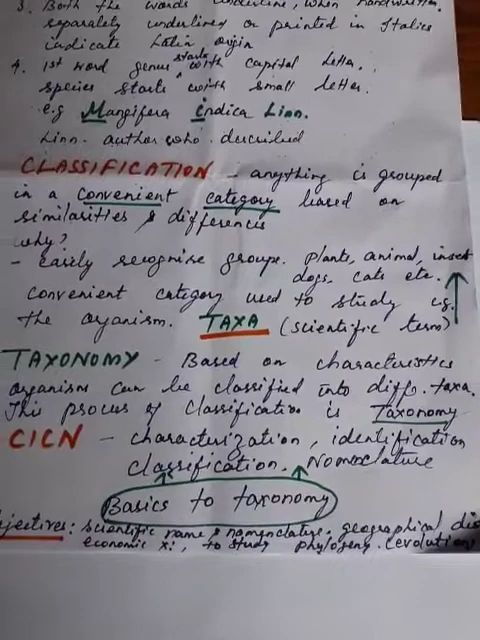 3. Both the words underline, when handwritten
separately underlined or printed in Italics
indicate Latin origin
4. 1st word genus starts with capital letter.
species starts with small letter.
e.g Mangifera indica Linn.
Linn. author who described
CLASSIFICATION - anything is grouped
in a convenient category based on
similarities & differences
why?
- easily recognise groups. plants, animal, insect
dogs, cats etc.
convenient category used to study eg.
the organism. TAXA (scientific term)
TAXONOMY - Based on characteristics
organism can be classified into diff. taxa.
This process of classification is Taxonomy
CICN - characterization, identification
classification. Nomenclature
Basics to taxonomy
jectives: scientific name & nomenclature, geographical dis
economic xi, to study phylogeny. (evolution